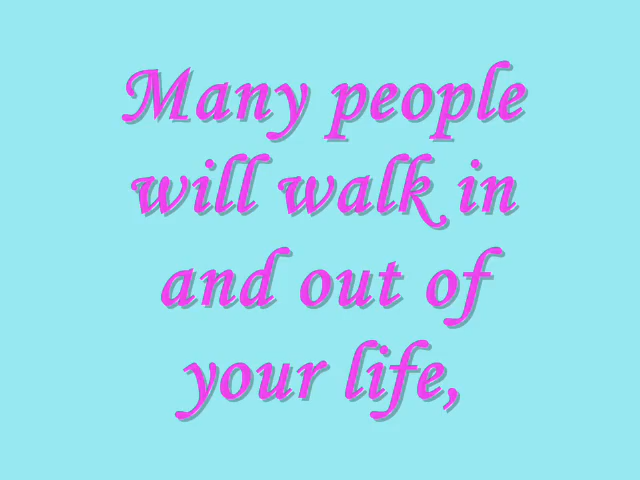 Many people
will walk in
and out of
your life,